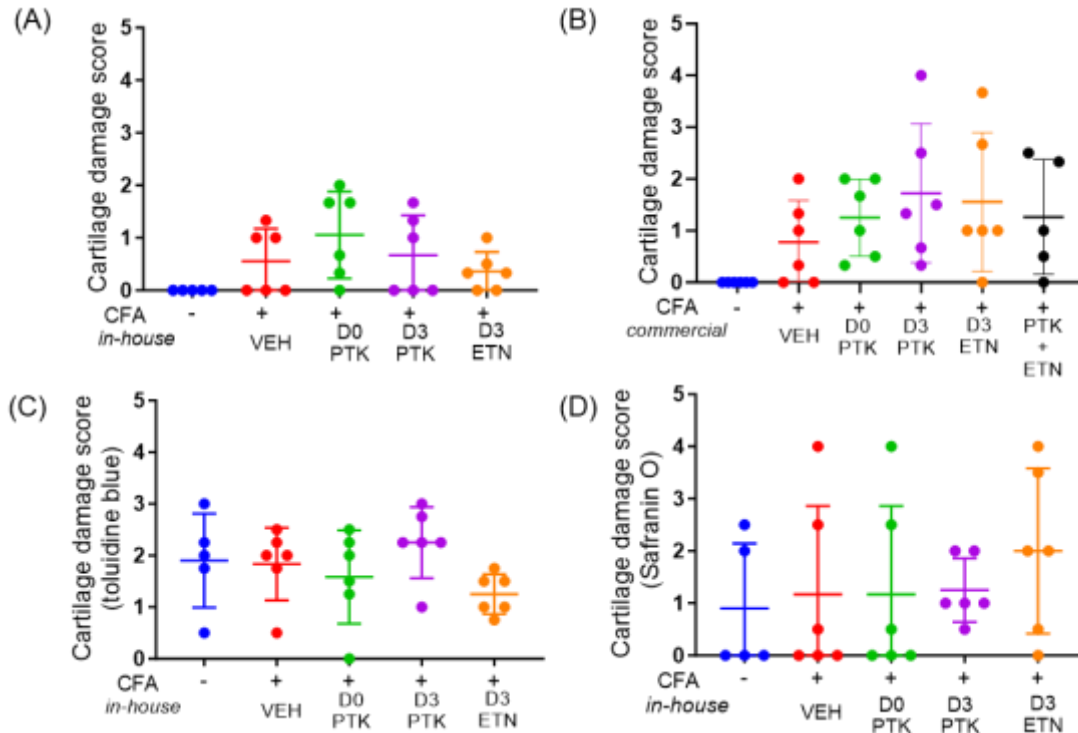 (A)
Cartilage damage score
5
4
3
2
1
0
CFA - + + + +
in-house
VEH D0 D3 D3
PTK PTK ETN
(B)
Cartilage damage score
5
4
3
2
1
0
CFA - + + + + +
commercial
VEH D0 D3 D3 PTK
PTK PTK ETN +
ETN
(C)
Cartilage damage score
(toluidine blue)
5
4
3
2
1
0
CFA - + + + +
in-house
VEH D0 D3 D3
PTK PTK ETN
(D)
Cartilage damage score
(Safranin O)
5
4
3
2
1
0
CFA - + + + +
in-house
VEH D0 D3 D3
PTK PTK ETN